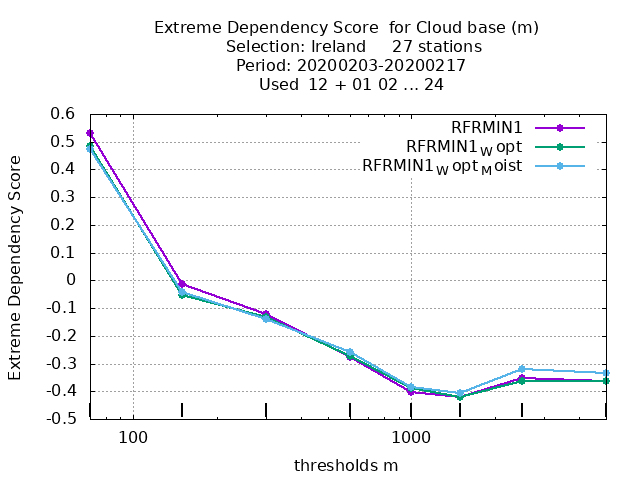 Extreme Dependency Score  for Cloud base (m)
Selection: Ireland     27 stations
Period: 20200203-20200217
Used  12 + 01 02 ... 24
RFRMIN1
RFRMIN1_W opt
RFRMIN1_W opt_M oist
Extreme Dependency Score
0.6
0.5
0.4
0.3
0.2
0.1
0
-0.1
-0.2
-0.3
-0.4
-0.5
100 1000
thresholds m